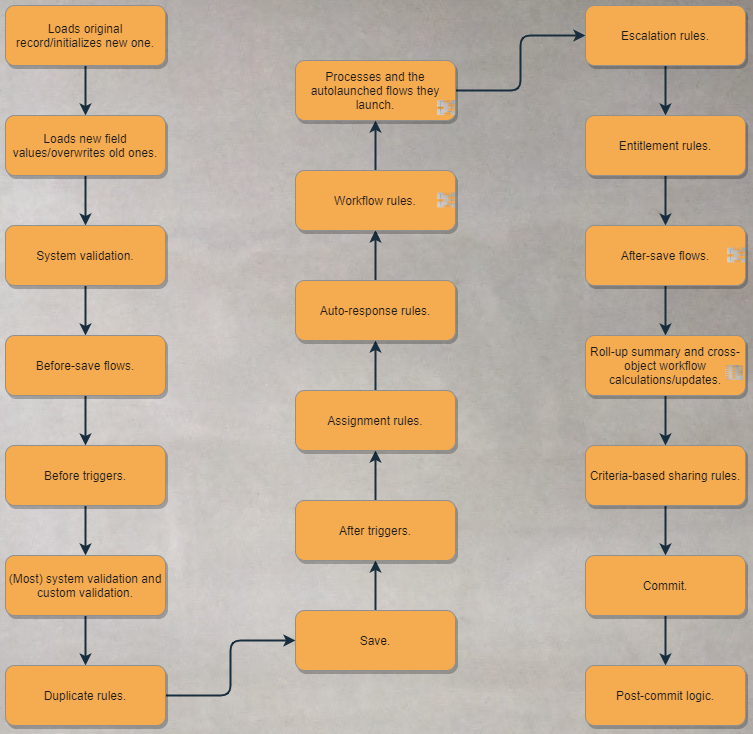 Loads original
record/initializes new one.
Loads new field
values/overwrites old ones.
System validation.
Before-save flows.
Before triggers.
(Most) system validation and
custom validation.
Duplicate rules.
Save.
After triggers.
Assignment rules.
Auto-response rules.
Workflow rules.
Processes and the
autolaunched flows they
launch.
Escalation rules.
Entitlement rules.
After-save flows.
Roll-up summary and cross-
object workflow
calculations/updates.
Criteria-based sharing rules.
Commit.
Post-commit logic.